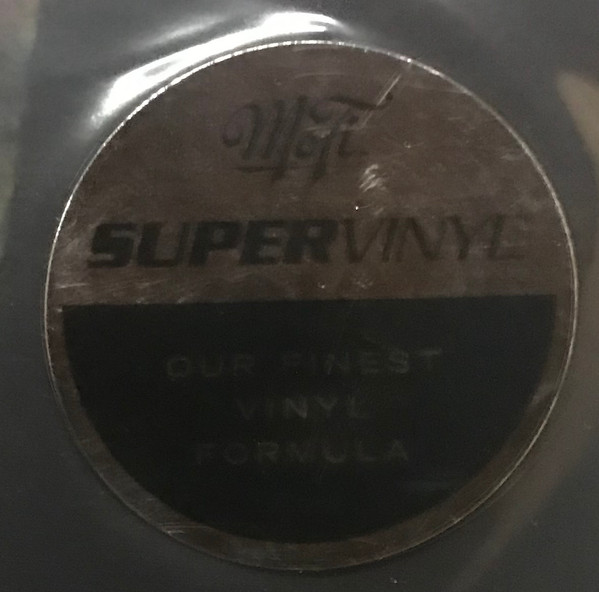 MoFi
SUPERVINYL
OUR FINEST
VINYL
FORMULA